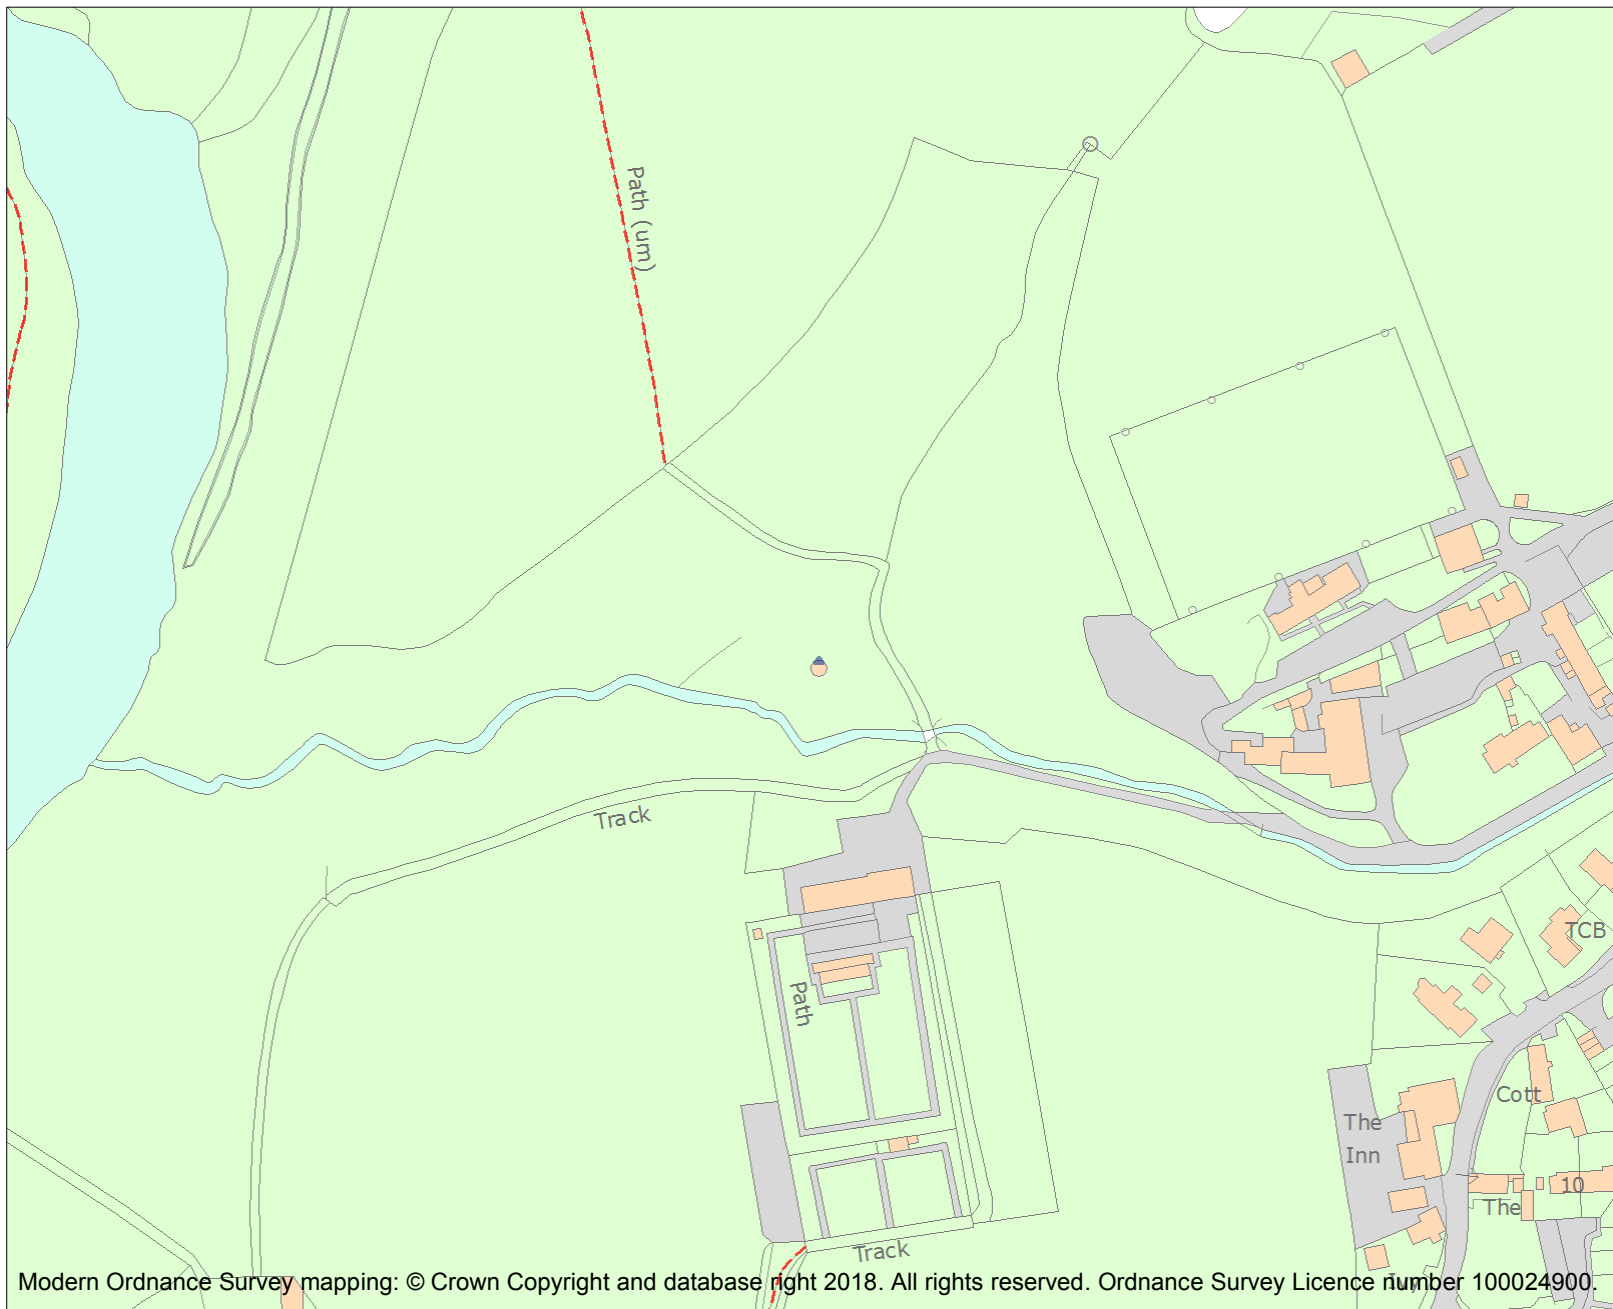 Path (um)
Track
TCB
Path
Cott
The
Inn
10
The
Track
Modern Ordnance Survey mapping: © Crown Copyright and database right 2018. All rights reserved. Ordnance Survey Licence number 100024900.